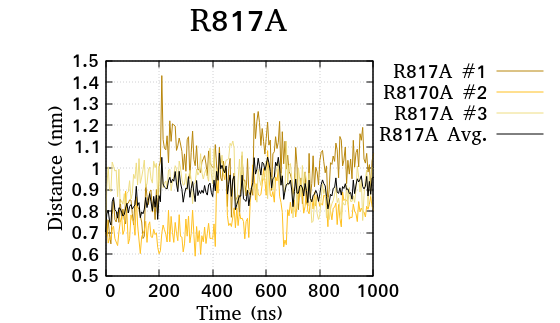 R817A
1.5
1.4
1.3
1.2
1.1
1
0.9
0.8
0.7
0.6
0.5
Distance (nm)
0 200 400 600 800 1000
Time (ns)
R817A #1
R8170A #2
R817A #3
R817A Avg.